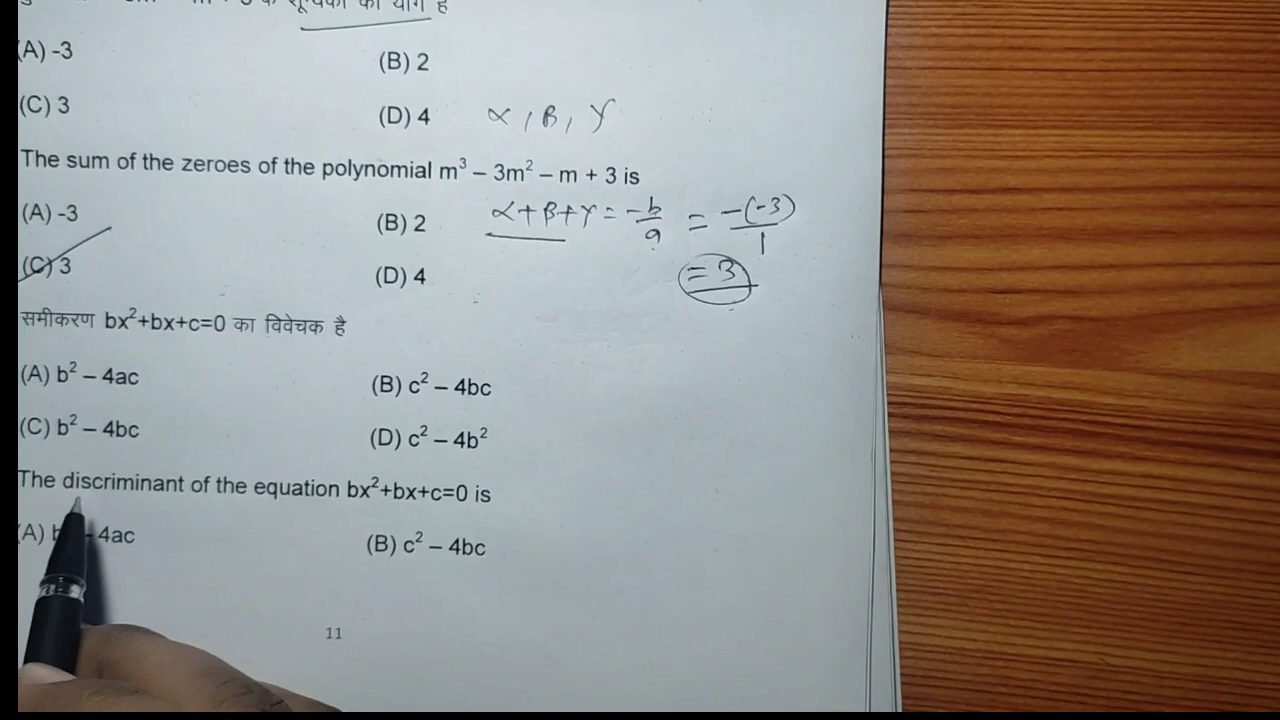 के शून्यकों का योग है
(A) -3
(B) 2
(C) 3
(D) 4
α, β, γ
The sum of the zeroes of the polynomial m³ – 3m² – m + 3 is
(A) -3
(B) 2
α+β+γ = -b/a = -(-3)/1
(C) 3
(D) 4
= 3
समीकरण bx²+bx+c=0 का विवेचक है
(A) b² – 4ac
(B) c² – 4bc
(C) b² – 4bc
(D) c² – 4b²
The discriminant of the equation bx²+bx+c=0 is
(A) b – 4ac
(B) c² – 4bc
11